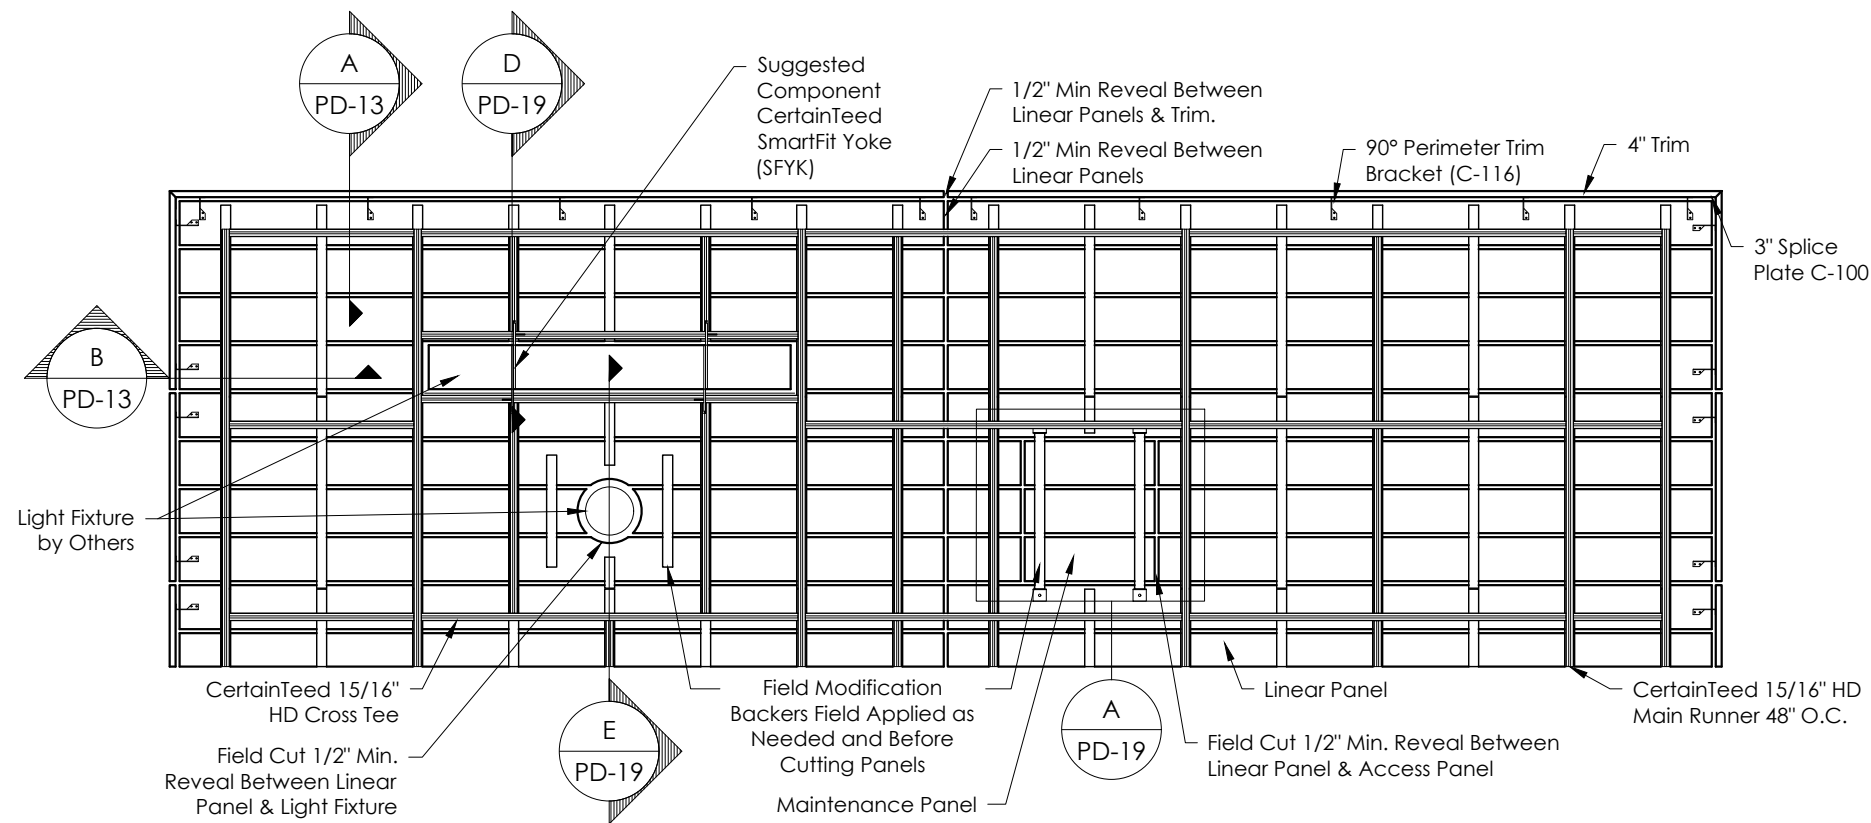 A
PD-13
D
PD-19
Suggested
Component
CertainTeed
SmartFit Yoke
(SFYK)
1/2" Min Reveal Between
Linear Panels & Trim.
1/2" Min Reveal Between
Linear Panels
90° Perimeter Trim
Bracket (C-116)
4" Trim
3" Splice
Plate C-100
B
PD-13
Light Fixture
by Others
CertainTeed 15/16"
HD Cross Tee
Field Cut 1/2" Min.
Reveal Between Linear
Panel & Light Fixture
E
PD-19
Field Modification
Backers Field Applied as
Needed and Before
Cutting Panels
Maintenance Panel
A
PD-19
Linear Panel
Field Cut 1/2" Min. Reveal Between
Linear Panel & Access Panel
CertainTeed 15/16" HD
Main Runner 48" O.C.